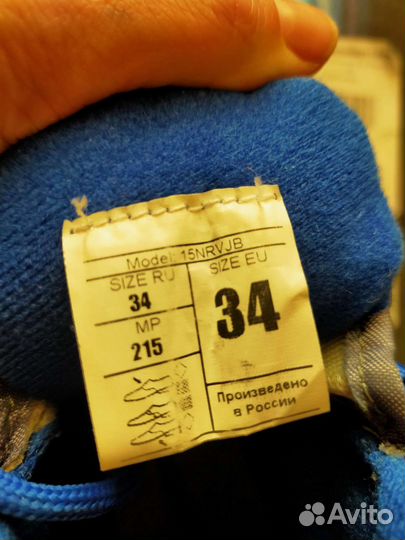 Model: 15NRVJB
SIZE RU
34
MP
215
SIZE EU
34
Произведено
в России
Avito